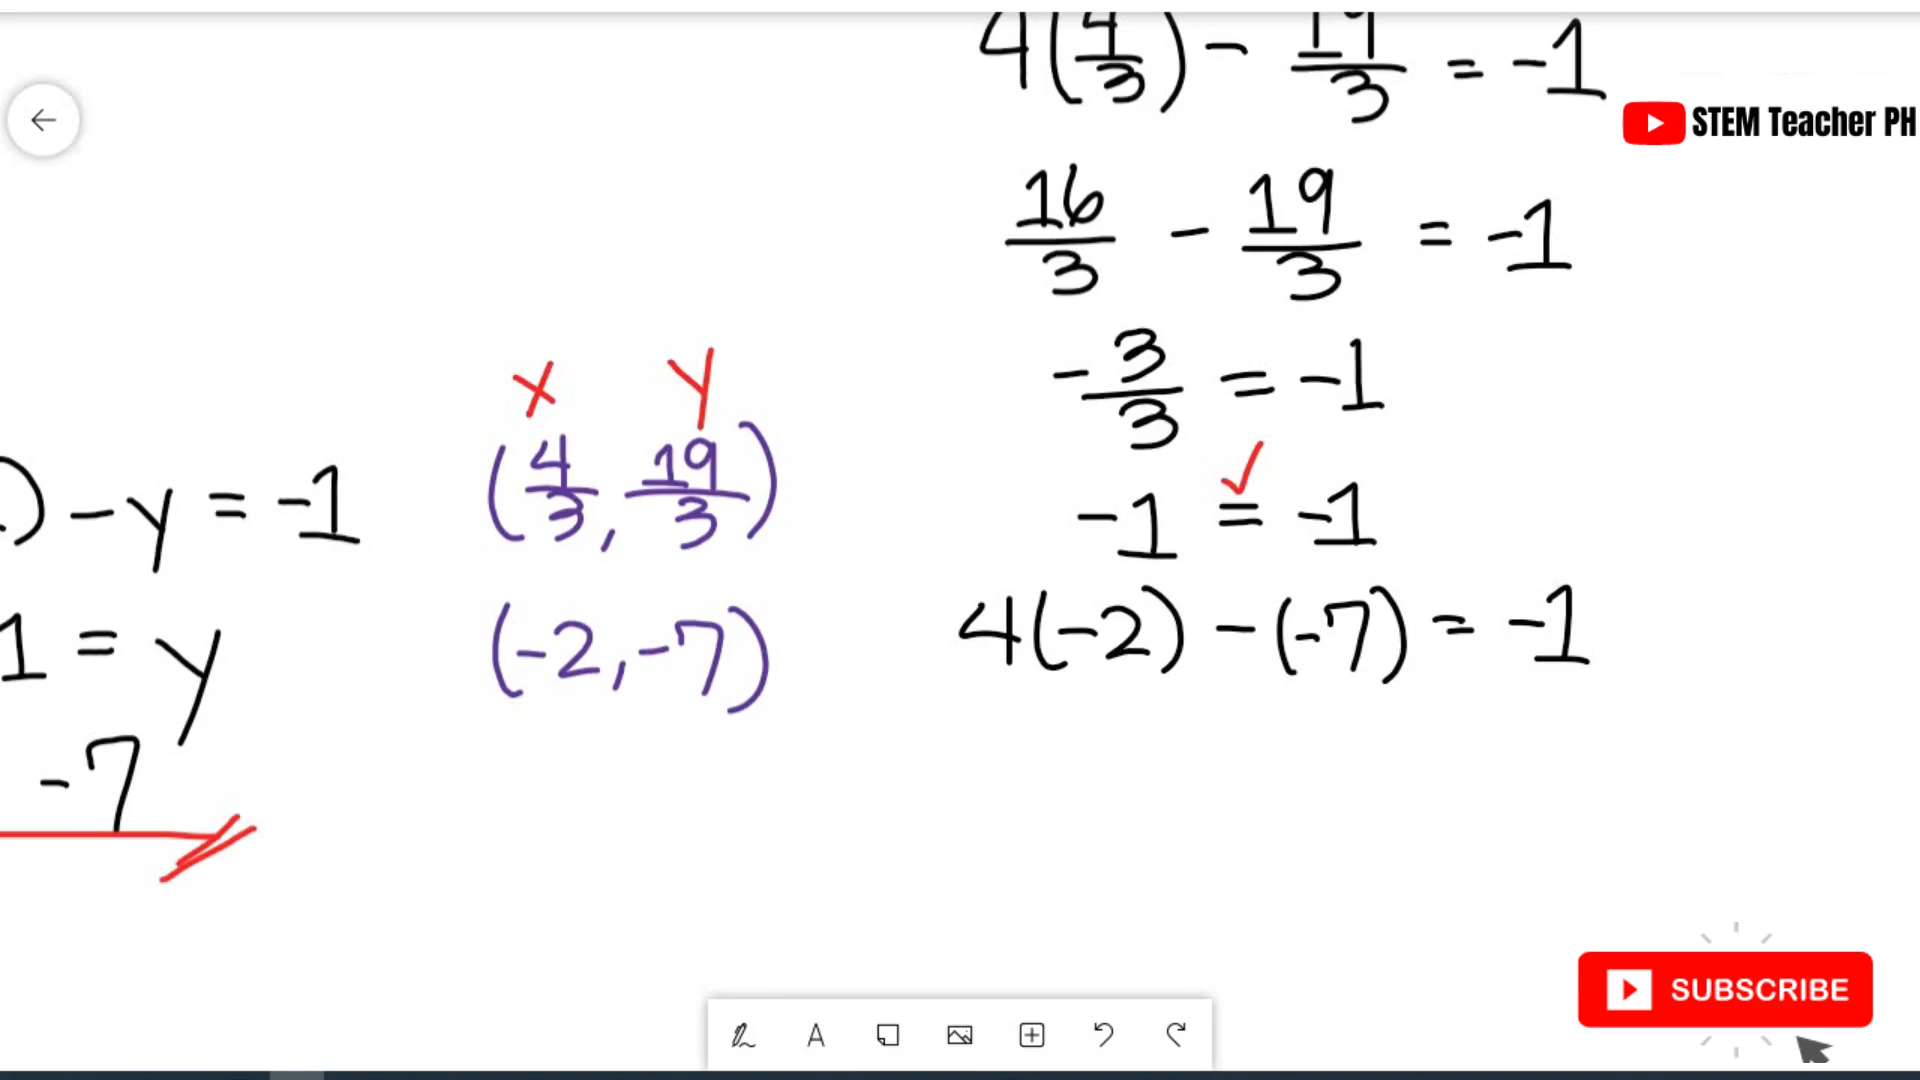 4(4/3) - 19/3 = -1
STEM Teacher PH
16/3 - 19/3 = -1
-3/3 = -1
x y
(4/3, 19/3)
) - y = -1
-1 = -1
(-2, -7)
4(-2) - (-7) = -1
1 = y
-7
A
SUBSCRIBE